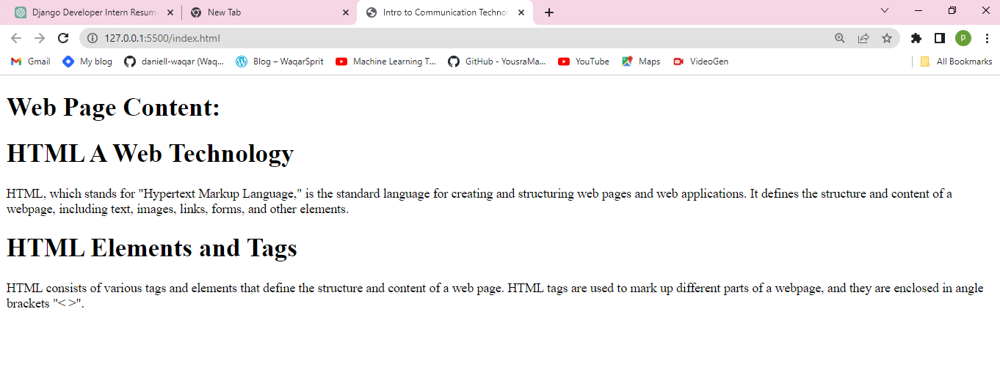 Django Developer Intern Resum
New Tab
Intro to Communication Technol
127.0.0.1:5500/index.html
P
Gmail
My blog
daniell-waqar (Waq...
Blog – WaqarSprit
Machine Learning T...
GitHub - YousraMa...
YouTube
Maps
VideoGen
All Bookmarks
Web Page Content:
HTML A Web Technology
HTML, which stands for "Hypertext Markup Language," is the standard language for creating and structuring web pages and web applications. It defines the structure and content of a
webpage, including text, images, links, forms, and other elements.
HTML Elements and Tags
HTML consists of various tags and elements that define the structure and content of a web page. HTML tags are used to mark up different parts of a webpage, and they are enclosed in angle
brackets "< >".